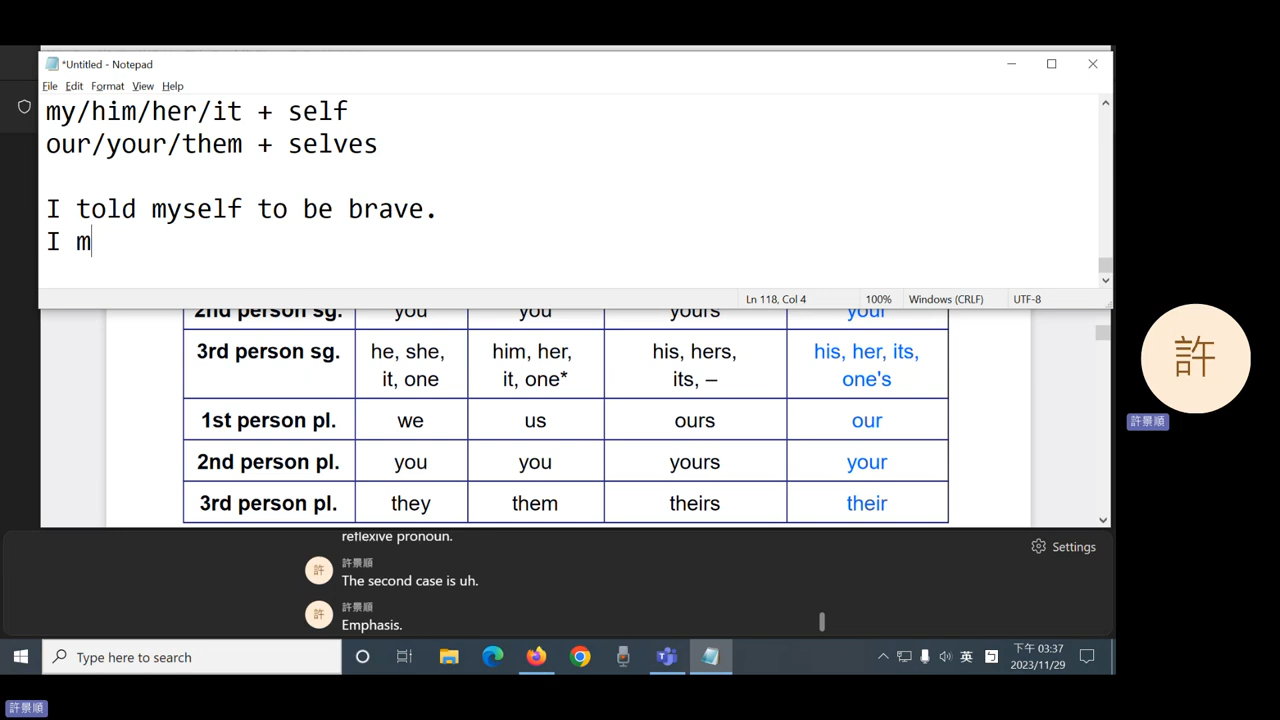 *Untitled - Notepad
File Edit Format View Help
my/him/her/it + self
our/your/them + selves
I told myself to be brave.
I m
Ln 118, Col 4 100% Windows (CRLF) UTF-8
2nd person sg. you you yours your
3rd person sg. he, she, him, her, his, hers, his, her, its,
it, one it, one* its, – one's
1st person pl. we us ours our
2nd person pl. you you yours your
3rd person pl. they them theirs their
reflexive pronoun.
Settings
許 許景順
The second case is uh.
許 許景順
Emphasis.
許
許景順
Type here to search
英
下午 03:37
2023/11/29
許景順